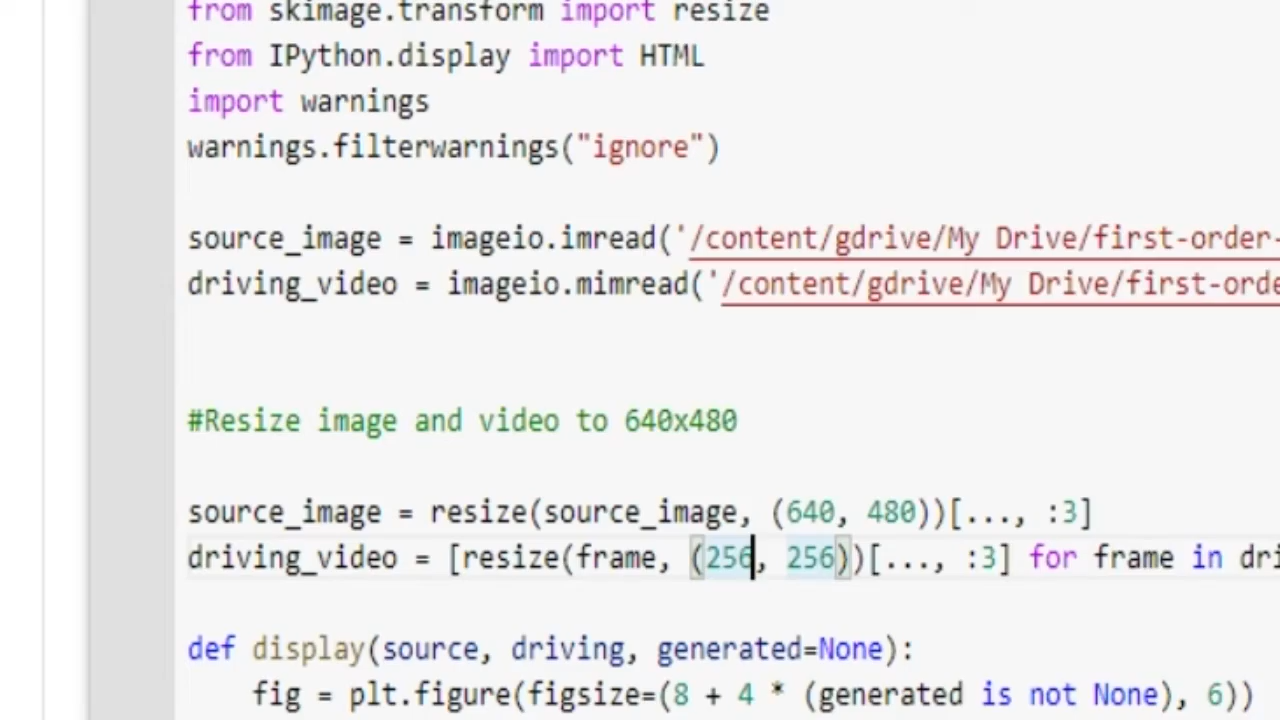 from skimage.transform import resize
from IPython.display import HTML
import warnings
warnings.filterwarnings("ignore")
source_image = imageio.imread('/content/gdrive/My Drive/first-order-
driving_video = imageio.mimread('/content/gdrive/My Drive/first-orde
#Resize image and video to 640x480
source_image = resize(source_image, (640, 480))[..., :3]
driving_video = [resize(frame, (256, 256))[..., :3] for frame in dri
def display(source, driving, generated=None):
    fig = plt.figure(figsize=(8 + 4 * (generated is not None), 6))